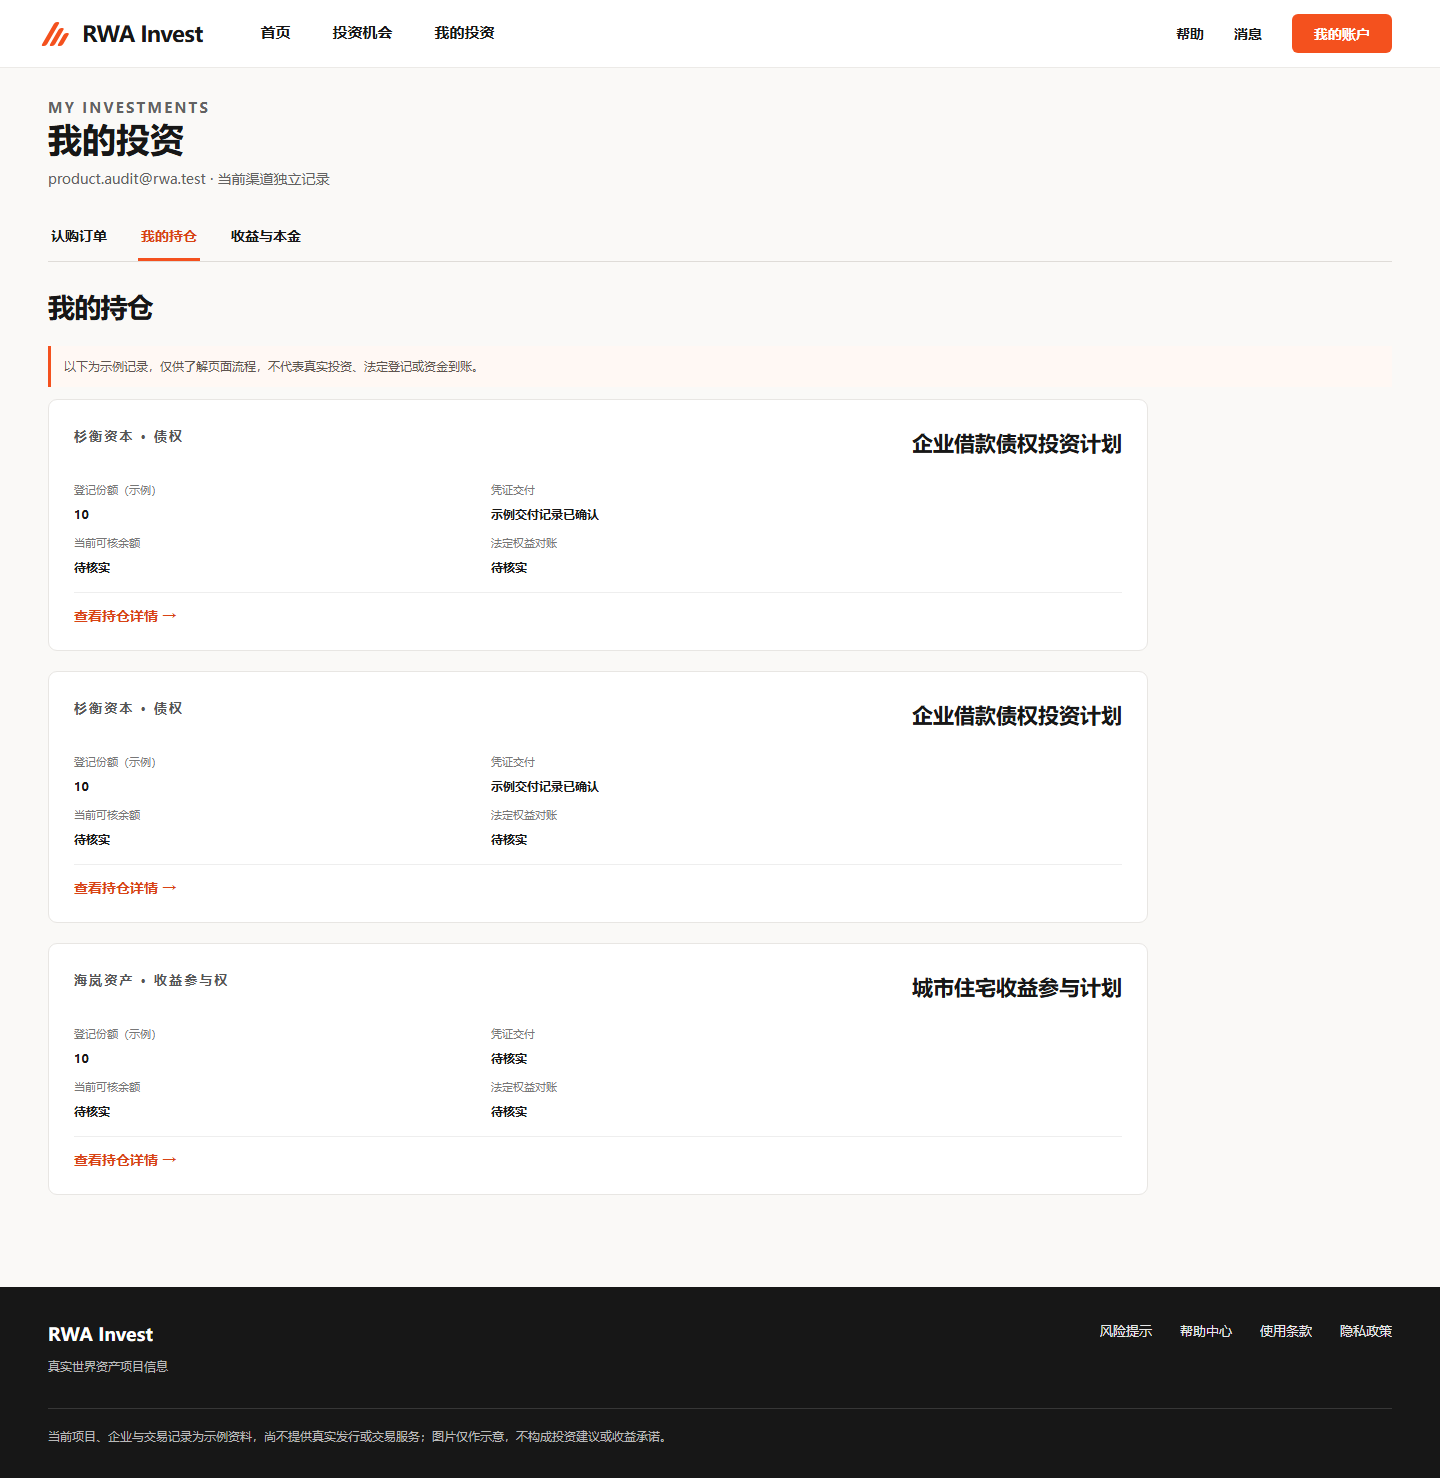 RWA Invest
首页
投资机会
我的投资
帮助
消息
我的账户
MY INVESTMENTS
我的投资
product.audit@rwa.test · 当前渠道独立记录
认购订单
我的持仓
收益与本金
我的持仓
以下为示例记录，仅供了解页面流程，不代表真实投资、法定登记或资金到账。
杉衡资本 • 债权
企业借款债权投资计划
登记份额（示例）
凭证交付
10
示例交付记录已确认
当前可核余额
法定权益对账
待核实
待核实
查看持仓详情 →
杉衡资本 • 债权
企业借款债权投资计划
登记份额（示例）
凭证交付
10
示例交付记录已确认
当前可核余额
法定权益对账
待核实
待核实
查看持仓详情 →
海岚资产 • 收益参与权
城市住宅收益参与计划
登记份额（示例）
凭证交付
10
待核实
当前可核余额
法定权益对账
待核实
待核实
查看持仓详情 →
RWA Invest
风险提示
帮助中心
使用条款
隐私政策
真实世界资产项目信息
当前项目、企业与交易记录为示例资料，尚不提供真实发行或交易服务；图片仅作示意，不构成投资建议或收益承诺。